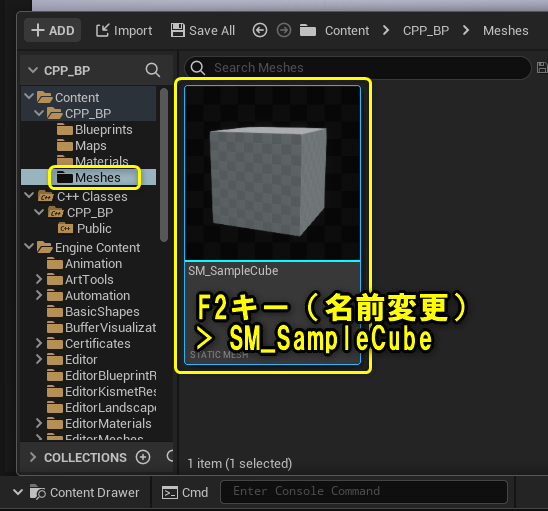 + ADD
Import
Save All
Content > CPP_BP > Meshes
CPP_BP
Search Meshes
Content
CPP_BP
Blueprints
Maps
Materials
Meshes
C++ Classes
CPP_BP
Public
Engine Content
Animation
ArtTools
Automation
BasicShapes
BufferVisualizat
Certificates
Editor
EditorBlueprintR
EditorKismetRes
EditorLandscape
EditorMaterials
EditorMeshes
COLLECTIONS
SM_SampleCube
F2キー（名前変更）
> SM_SampleCube
STATIC MESH
1 item (1 selected)
Content Drawer
Cmd
Enter Console Command